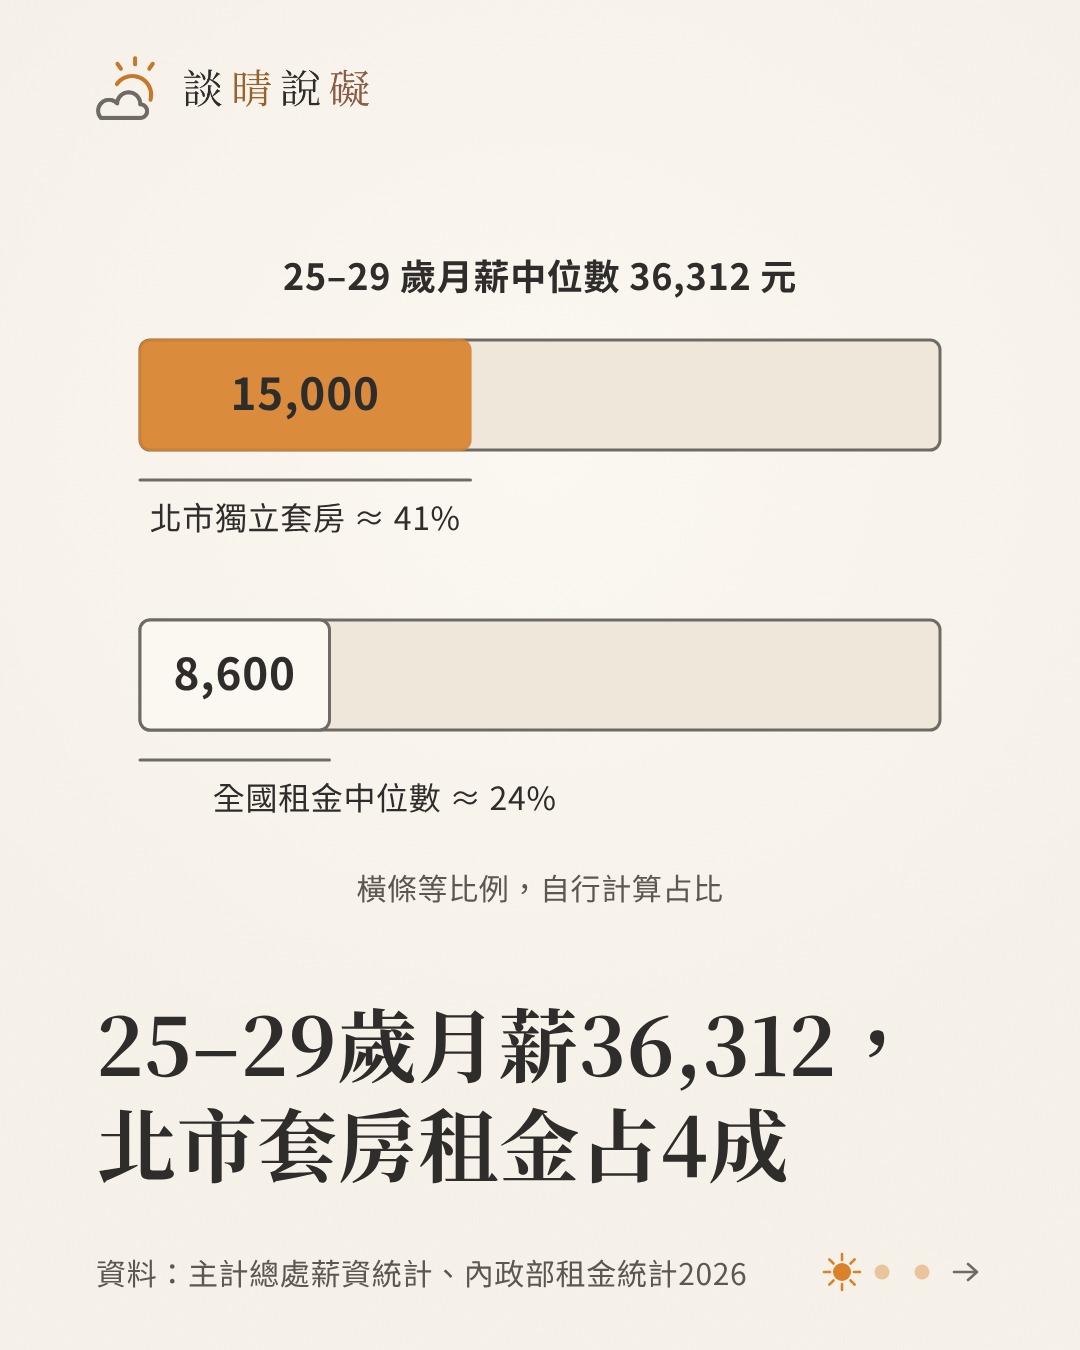 談晴說礙
25–29 歲月薪中位數 36,312 元
15,000
北市獨立套房 ≈ 41%
8,600
全國租金中位數 ≈ 24%
橫條等比例，自行計算占比
25–29歲月薪36,312，
北市套房租金占4成
資料：主計總處薪資統計、內政部租金統計2026